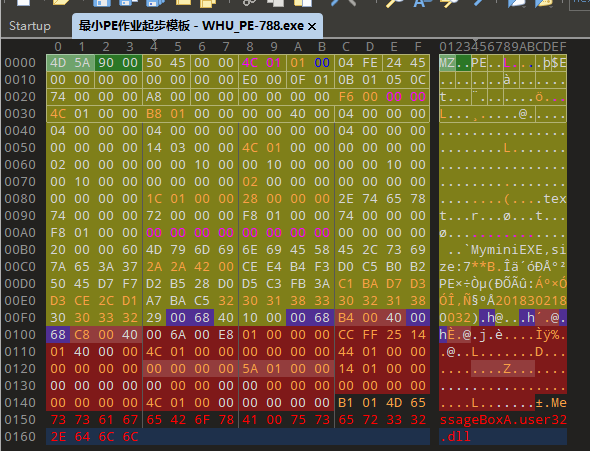 Startup 最小PE作业起步模板 - WHU_PE-788.exe ×
0 1 2 3 4 5 6 7 8 9 A B C D E F 0123456789ABCDEF
0000 4D 5A 90 00 50 45 00 00 4C 01 01 00 04 FE 24 45 MZ..PE..L....þ$E
0010 00 00 00 00 00 00 00 00 E0 00 0F 01 0B 01 05 0C ........à.......
0020 74 00 00 00 A8 00 00 00 00 00 00 00 F6 00 00 00 t...¨.......ö...
0030 4C 01 00 00 B8 01 00 00 00 00 40 00 04 00 00 00 L...¸.....@.....
0040 04 00 00 00 00 00 00 00 04 00 00 00 00 00 00 00 ................
0050 00 00 00 00 14 03 00 00 4C 01 00 00 00 00 00 00 ........L.......
0060 02 00 00 00 00 00 10 00 00 10 00 00 00 00 10 00 ................
0070 00 10 00 00 00 00 00 00 02 00 00 00 00 00 00 00 ................
0080 00 00 00 00 1C 01 00 00 28 00 00 00 2E 74 65 78 ........(....tex
0090 74 00 00 00 72 00 00 00 F8 01 00 00 74 00 00 00 t...r...ø...t...
00A0 F8 01 00 00 00 00 00 00 00 00 00 00 00 00 00 00 ø...............
00B0 20 00 00 60 4D 79 6D 69 6E 69 45 58 45 2C 73 69 ..`MyminiEXE,si
00C0 7A 65 3A 37 2A 2A 42 00 CE E4 B4 F3 D0 C5 B0 B2 ze:7**B.Îä´óÐÅ°²
00D0 50 45 D7 F7 D2 B5 28 D0 D5 C3 FB 3A C1 BA D7 D3 PE×÷Òµ(ÐÕÃû:Áº×Ó
00E0 D3 CE 2C D1 A7 BA C5 32 30 31 38 33 30 32 31 38 ÓÎ,Ñ§ºÅ201830218
00F0 30 30 33 32 29 00 68 40 10 00 00 68 B4 00 40 00 0032).h@...h´.@.
0100 68 C8 00 40 00 6A 00 E8 01 00 00 00 CC FF 25 14 hÈ.@.j.è....Ìÿ%.
0110 01 40 00 00 4C 01 00 00 00 00 00 00 44 01 00 00 .@..L.......D...
0120 00 00 00 00 00 00 00 00 5A 01 00 00 14 01 00 00 ........Z.......
0130 00 00 00 00 00 00 00 00 00 00 00 00 00 00 00 00 ................
0140 00 00 00 00 4C 01 00 00 00 00 00 00 B1 01 4D 65 ....L.......±.Me
0150 73 73 61 67 65 42 6F 78 41 00 75 73 65 72 33 32 ssageBoxA.user32
0160 2E 64 6C 6C .dll